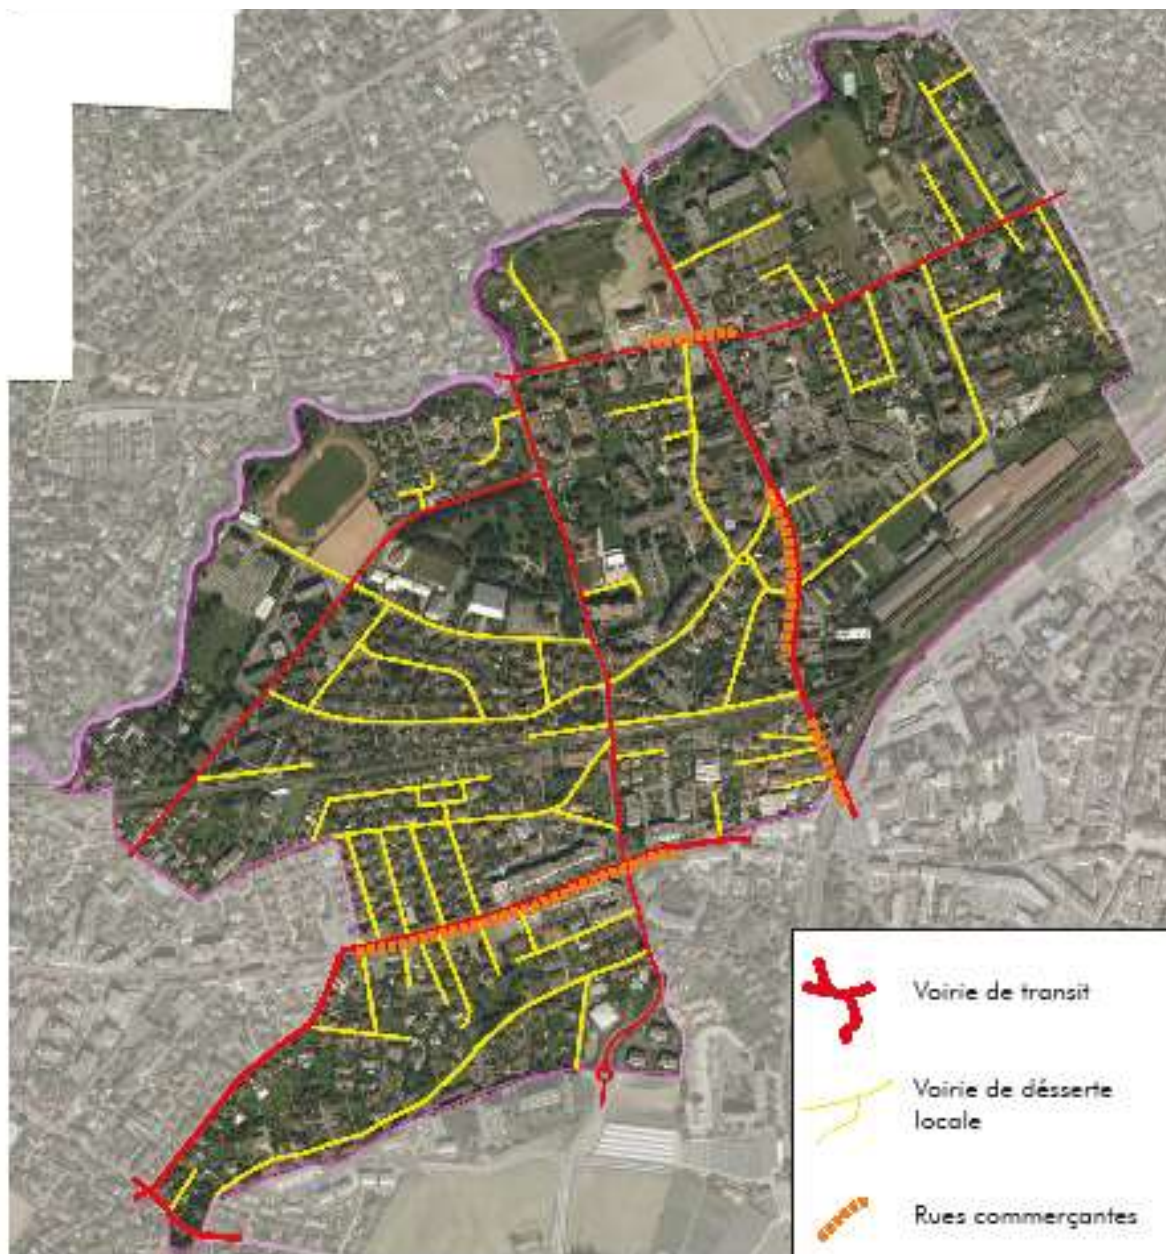 Voirie de transit
Voirie de désserte
locale
Rues commerçantes